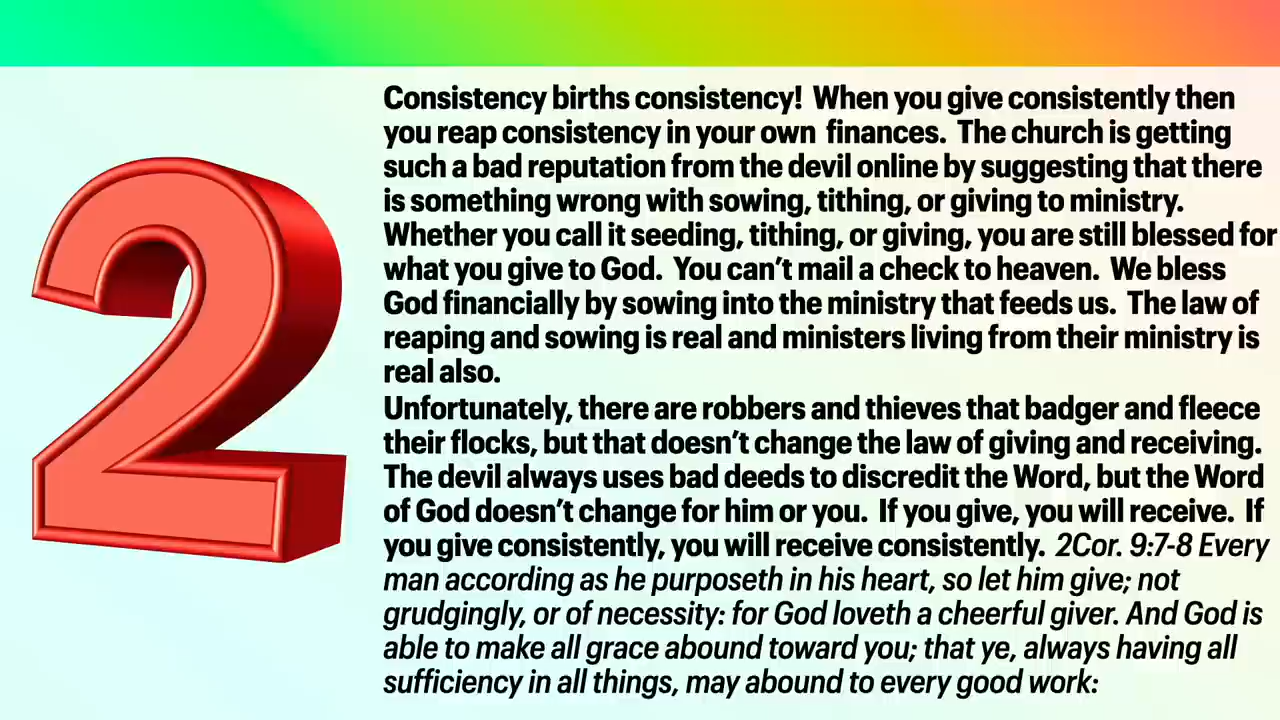 2
Consistency births consistency!  When you give consistently then
you reap consistency in your own  finances.  The church is getting
such a bad reputation from the devil online by suggesting that there
is something wrong with sowing, tithing, or giving to ministry.
Whether you call it seeding, tithing, or giving, you are still blessed for
what you give to God.  You can’t mail a check to heaven.  We bless
God financially by sowing into the ministry that feeds us.  The law of
reaping and sowing is real and ministers living from their ministry is
real also.
Unfortunately, there are robbers and thieves that badger and fleece
their flocks, but that doesn’t change the law of giving and receiving.
The devil always uses bad deeds to discredit the Word, but the Word
of God doesn’t change for him or you.  If you give, you will receive.  If
you give consistently, you will receive consistently.  2Cor. 9:7-8 Every
man according as he purposeth in his heart, so let him give; not
grudgingly, or of necessity: for God loveth a cheerful giver. And God is
able to make all grace abound toward you; that ye, always having all
sufficiency in all things, may abound to every good work: